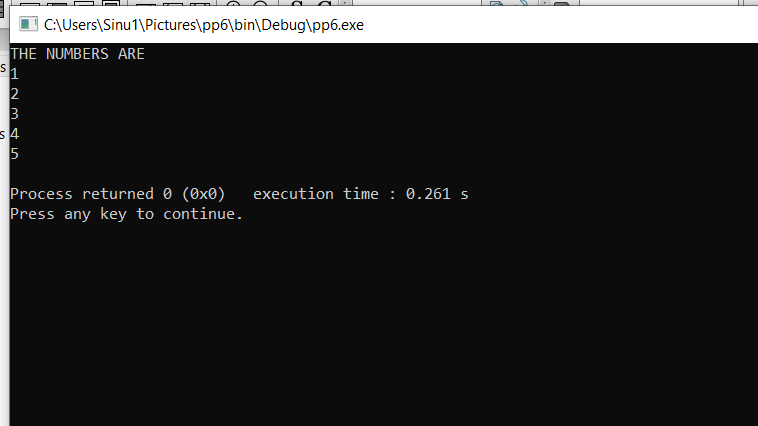 C:\Users\Sinu1\Pictures\pp6\bin\Debug\pp6.exe
THE NUMBERS ARE
1
2
3
4
5
Process returned 0 (0x0)   execution time : 0.261 s
Press any key to continue.